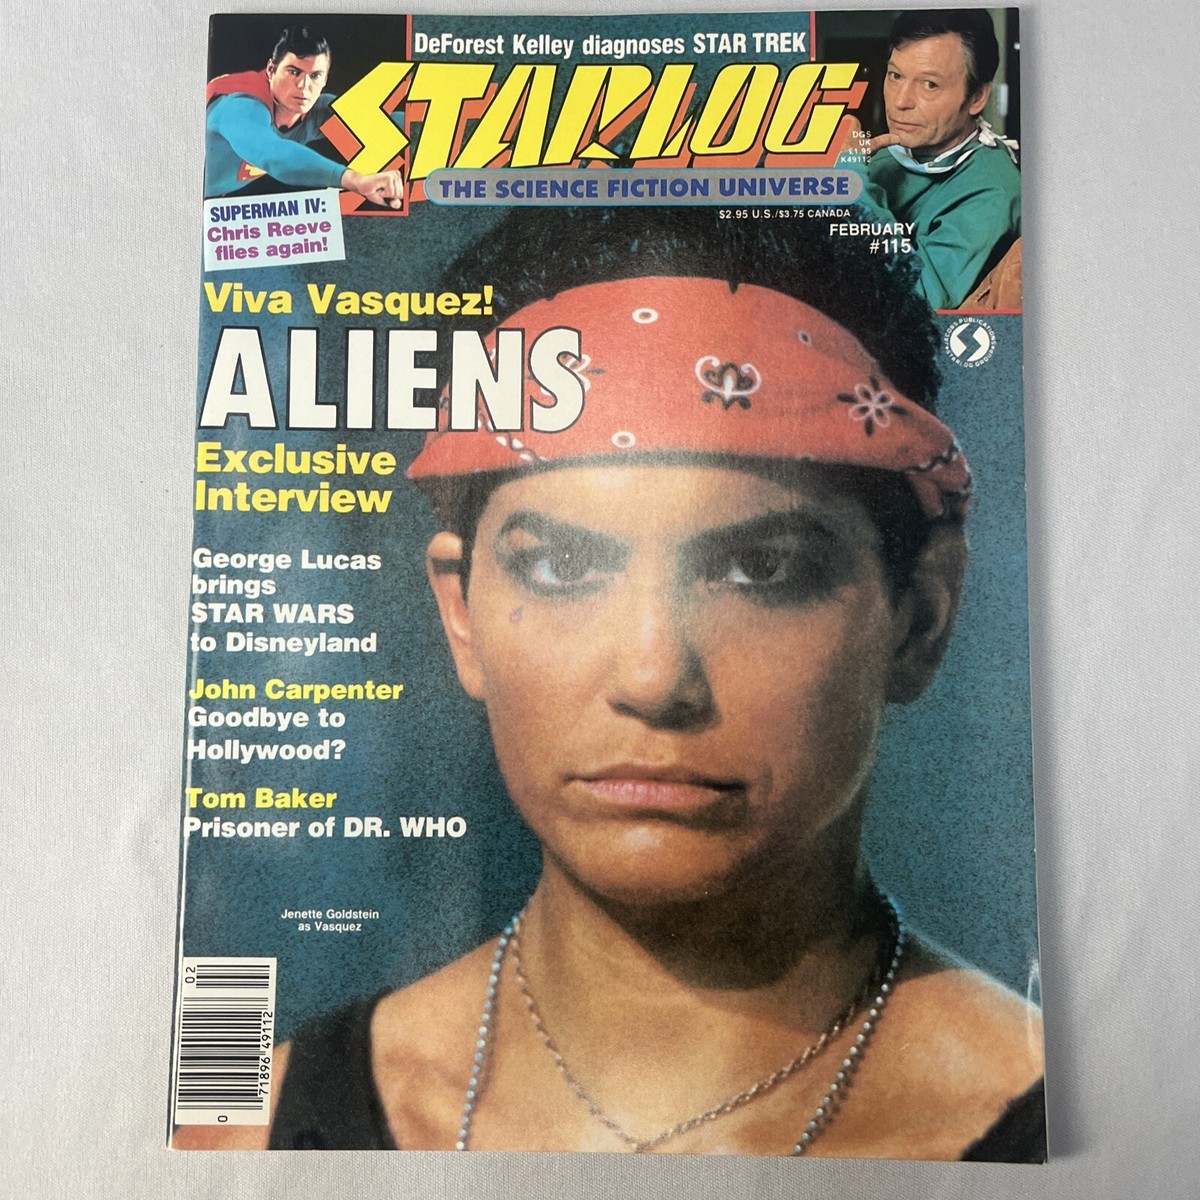 DeForest Kelley diagnoses STAR TREK
STARLOG
DGS
UK
£1.95
K49112
THE SCIENCE FICTION UNIVERSE
$2.95 U.S./$3.75 CANADA
FEBRUARY
#115
SUPERMAN IV:
Chris Reeve
flies again!
Viva Vasquez!
ALIENS
Exclusive
Interview
George Lucas
brings
STAR WARS
to Disneyland
John Carpenter
Goodbye to
Hollywood?
Tom Baker
Prisoner of DR. WHO
Jenette Goldstein
as Vasquez
02
71896 49112
0